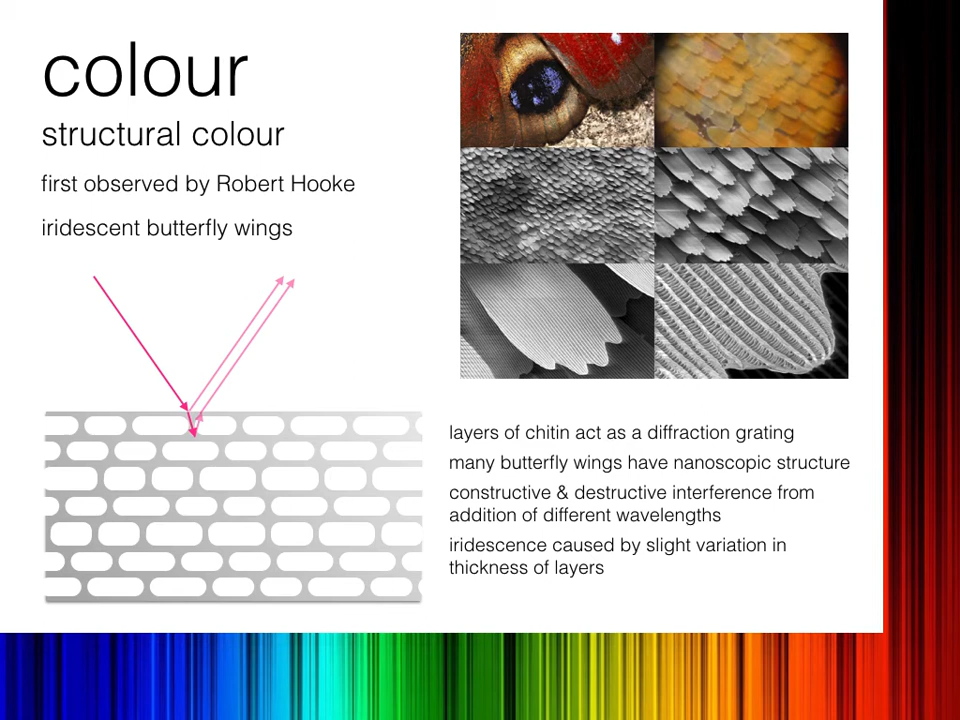 colour
structural colour
first observed by Robert Hooke
iridescent butterfly wings
layers of chitin act as a diffraction grating
many butterfly wings have nanoscopic structure
constructive & destructive interference from
addition of different wavelengths
iridescence caused by slight variation in
thickness of layers